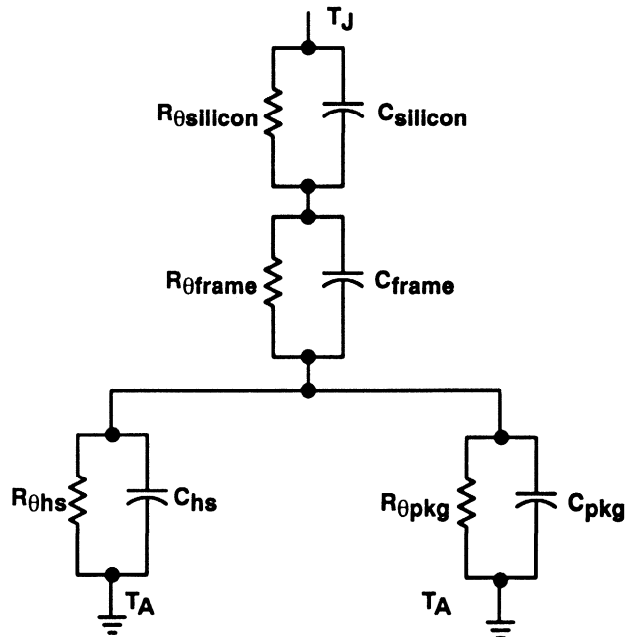 TJ
Rθsilicon
Csilicon
Rθframe
Cframe
Rθhs
Chs
Rθpkg
Cpkg
TA
TA